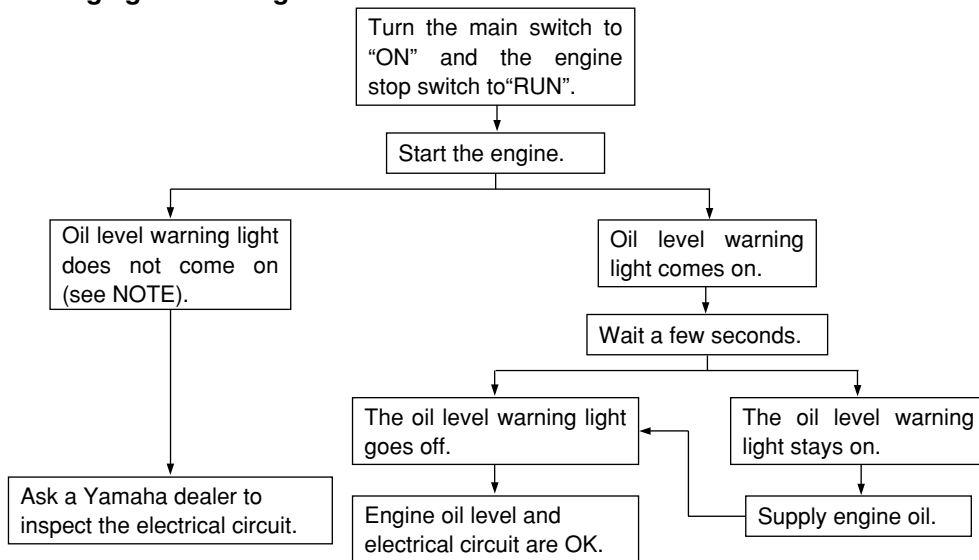 Turn the main switch to
“ON” and the engine
stop switch to“RUN”.
Start the engine.
Oil level warning light
does not come on
(see NOTE).
Oil level warning
light comes on.
Wait a few seconds.
The oil level warning light
goes off.
The oil level warning
light stays on.
Ask a Yamaha dealer to
inspect the electrical circuit.
Engine oil level and
electrical circuit are OK.
Supply engine oil.